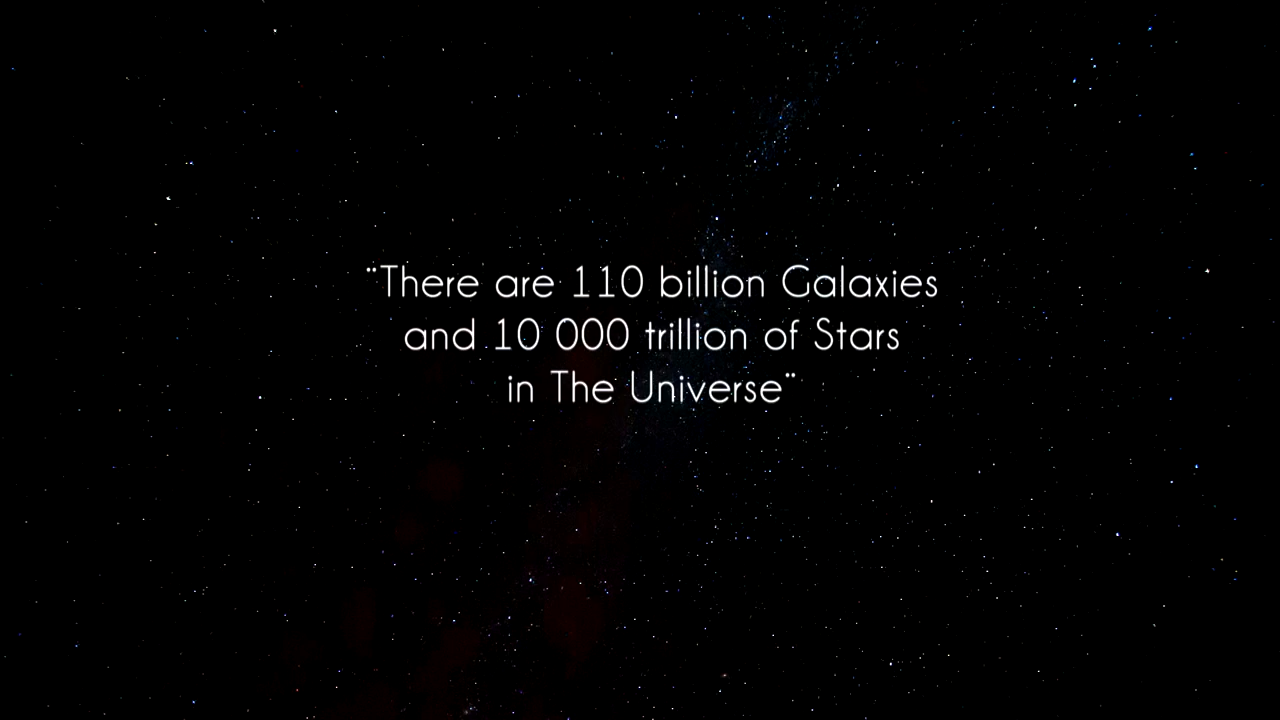 ¨There are 110 billion Galaxies
and 10 000 trillion of Stars
in The Universe¨